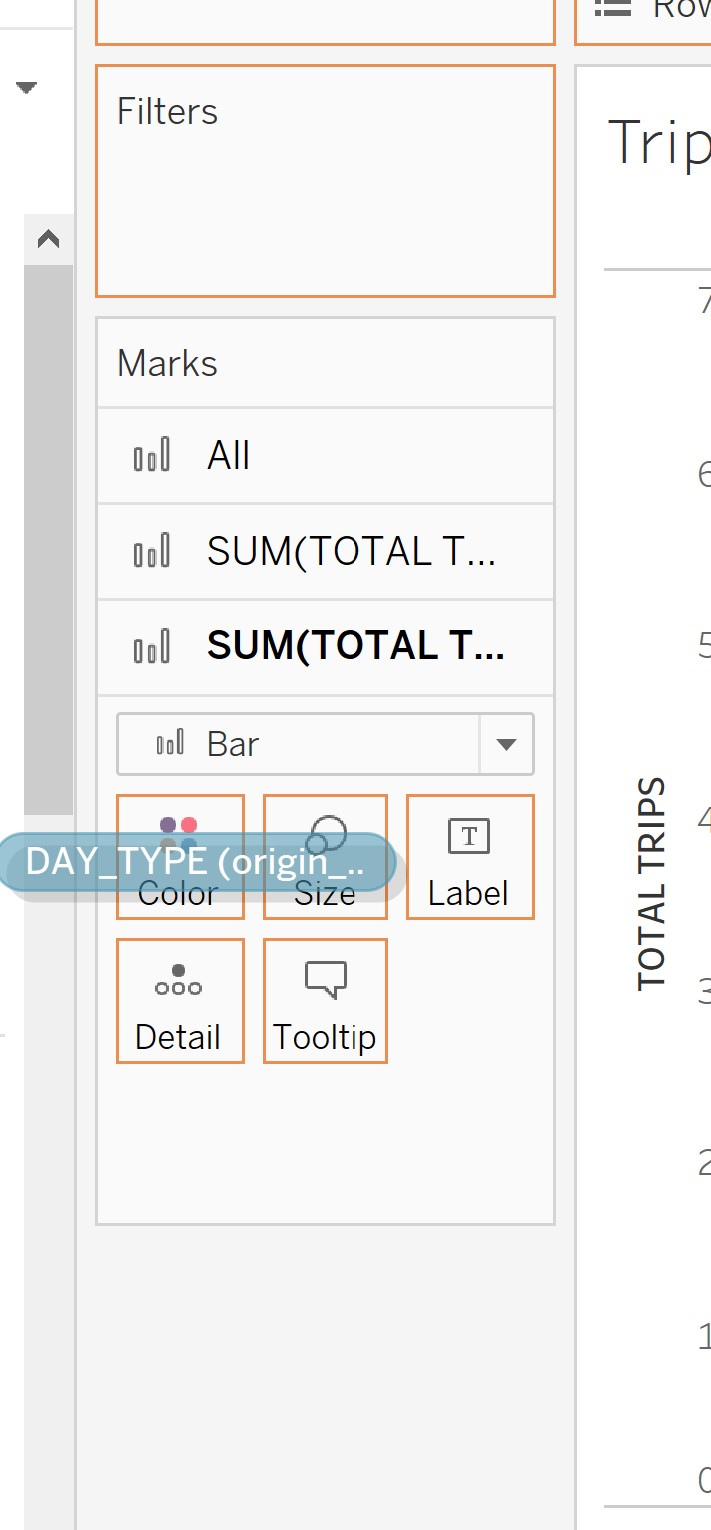 Row
Filters
Trip
Marks
All
SUM(TOTAL T...
SUM(TOTAL T...
Bar
DAY_TYPE (origin_..
Color
Size
T
Label
Detail
Tooltip
TOTAL TRIPS
7
6
5
4
3
2
1
0